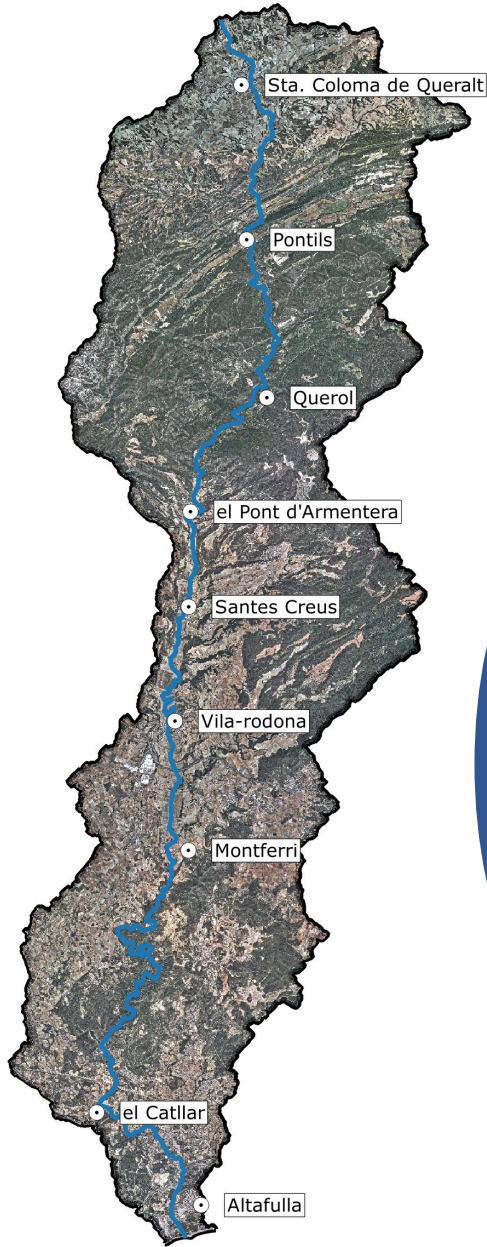 Sta. Coloma de Queralt
Pontils
Querol
el Pont d'Armentera
Santes Creus
Vila-rodona
Montferri
el Catllar
Altafulla